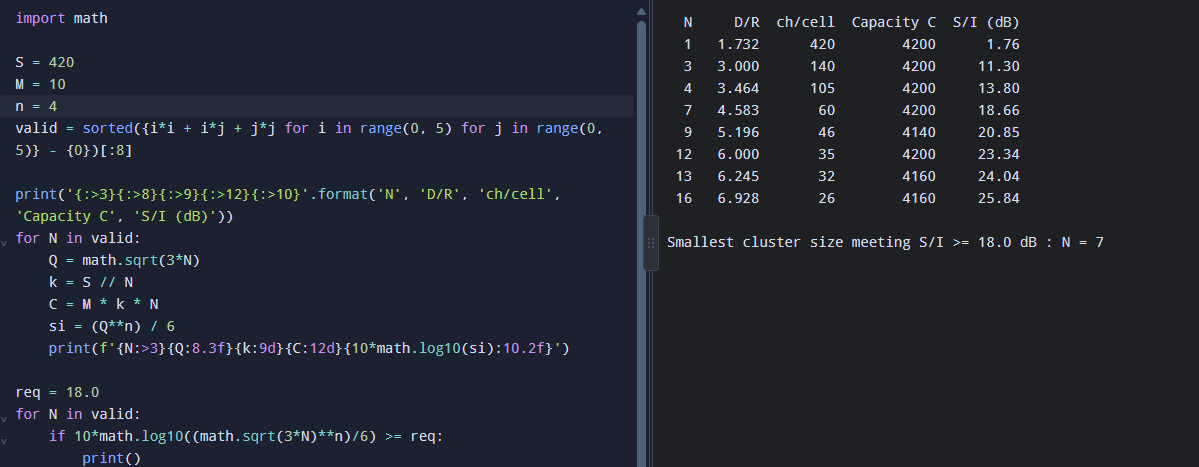 import math
S = 420
M = 10
n = 4
valid = sorted({i*i + i*j + j*j for i in range(0, 5) for j in range(0,
5)} - {0})[:8]
print('{:>3}{:>8}{:>9}{:>12}{:>10}'.format('N', 'D/R', 'ch/cell',
'Capacity C', 'S/I (dB)'))
for N in valid:
    Q = math.sqrt(3*N)
    k = S // N
    C = M * k * N
    si = (Q**n) / 6
    print(f'{N:>3}{Q:8.3f}{k:9d}{C:12d}{10*math.log10(si):10.2f}')
req = 18.0
for N in valid:
    if 10*math.log10((math.sqrt(3*N)**n)/6) >= req:
        print()
N D/R ch/cell Capacity C S/I (dB)
1 1.732 420 4200 1.76
3 3.000 140 4200 11.30
4 3.464 105 4200 13.80
7 4.583 60 4200 18.66
9 5.196 46 4140 20.85
12 6.000 35 4200 23.34
13 6.245 32 4160 24.04
16 6.928 26 4160 25.84
Smallest cluster size meeting S/I >= 18.0 dB : N = 7